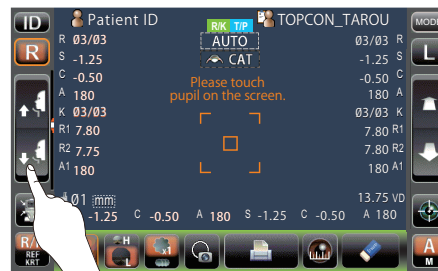 ID Patient ID R/K T/P TOPCON_TAROU MODE
R R 03/03 AUTO 03/03 R L
S -1.25 CAT -1.25 S
C -0.50 Please touch -0.50 C
A 180 pupil on the screen. 180 A
K 03/03 03/03 K
R1 7.80 7.80 R1
R2 7.75 7.80 R2
A1 180 180 A1
Ø1 mm 13.75 VD
-1.25 C -0.50 A 180 S -1.25 C -0.50 A 180
R/ H x1 A
REF L M
KRT